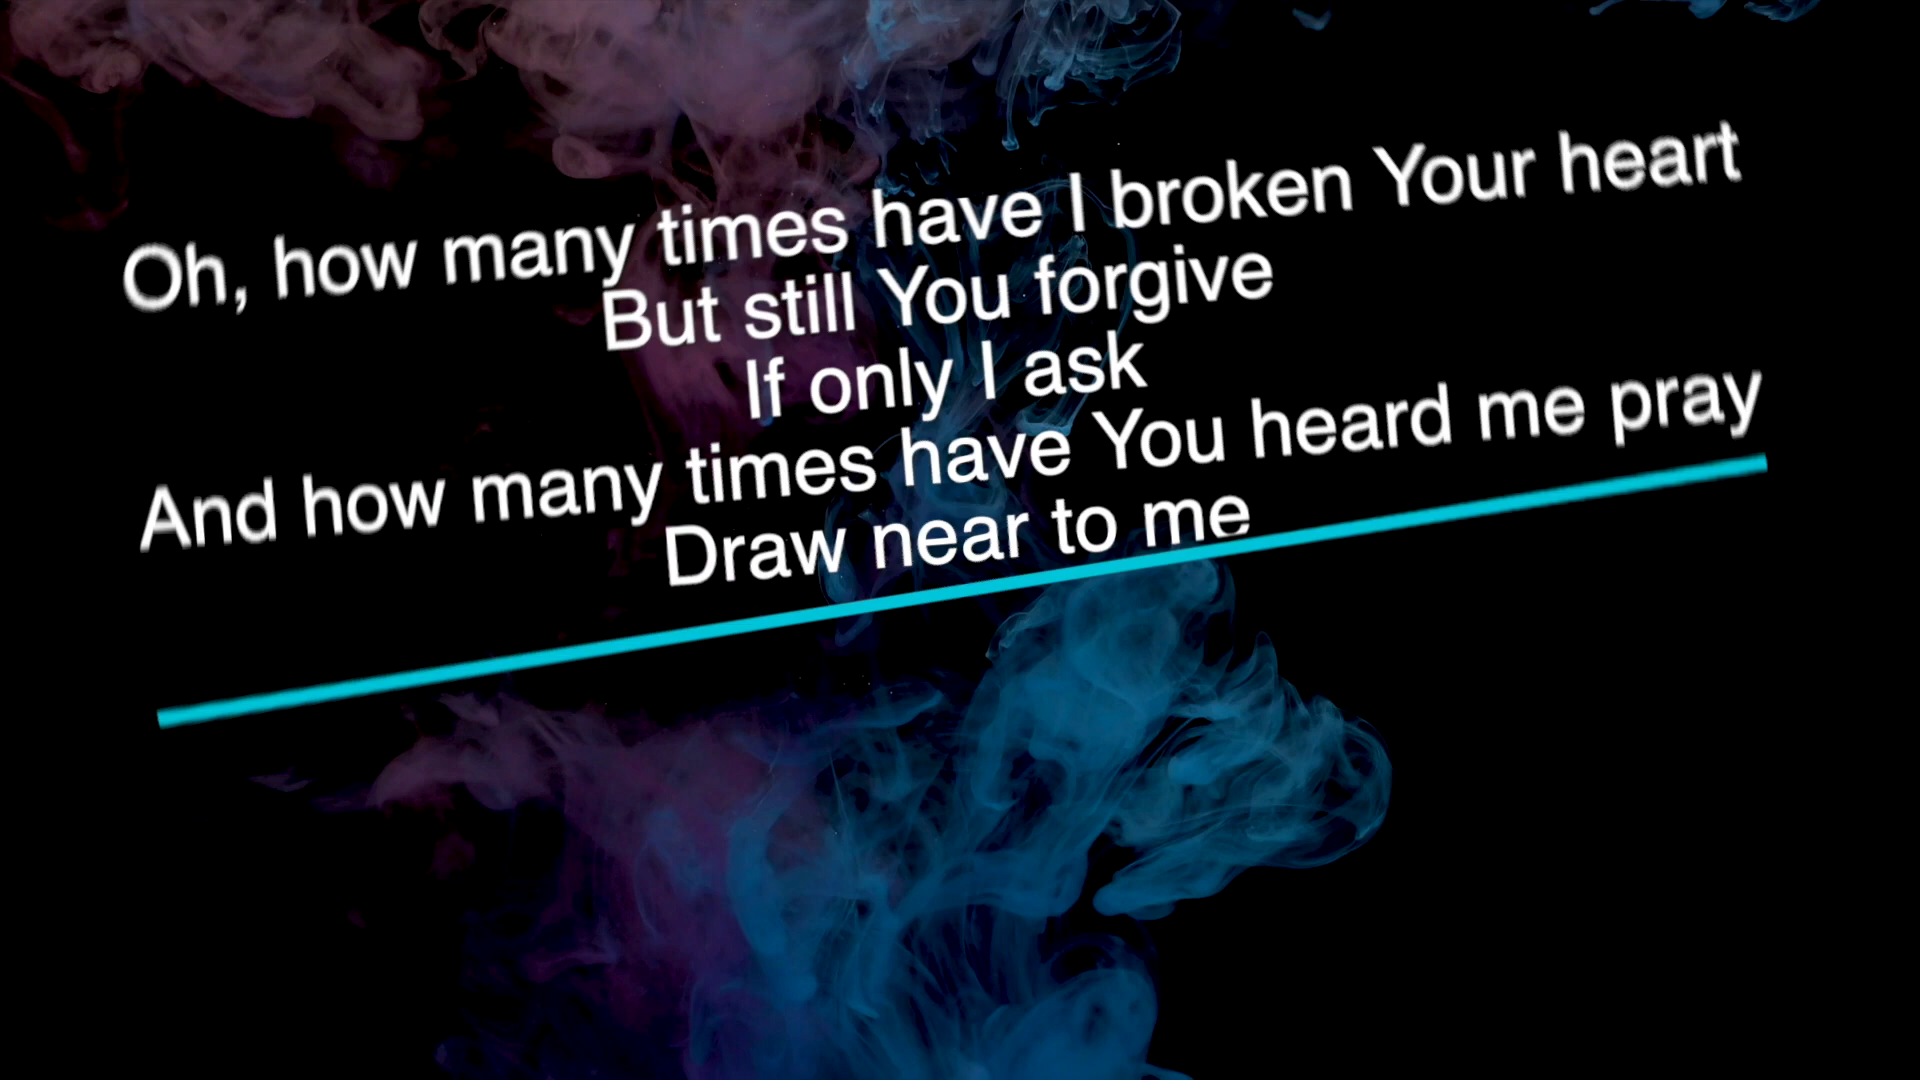 Oh, how many times have I broken Your heart
But still You forgive
If only I ask
And how many times have You heard me pray
Draw near to me